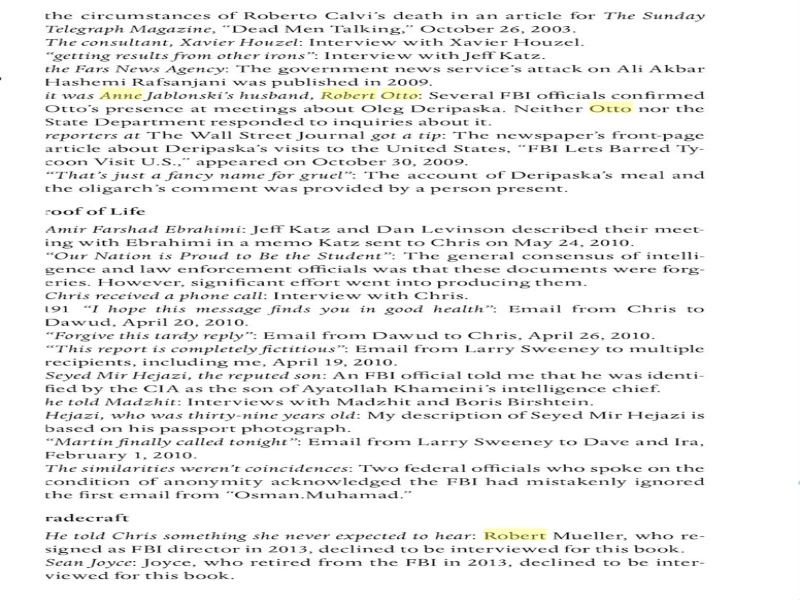 the circumstances of Roberto Calvi's death in an article for The Sunday
Telegraph Magazine, "Dead Men Talking," October 26, 2003.
The consultant, Xavier Houzel: Interview with Xavier Houzel.
"getting results from other irons": Interview with Jeff Katz.
the Fars News Agency: The government news service's attack on Ali Akbar
Hashemi Rafsanjani was published in 2009.
it was Anne Jablonski's husband, Robert Otto: Several FBI officials confirmed
Otto's presence at meetings about Oleg Deripaska. Neither Otto nor the
State Department responded to inquiries about it.
reporters at The Wall Street Journal got a tip: The newspaper's front-page
article about Deripaska's visits to the United States, "FBI Lets Barred Ty-
coon Visit U.S.," appeared on October 30, 2009.
"That's just a fancy name for gruel": The account of Deripaska's meal and
the oligarch's comment was provided by a person present.
roof of Life
Amir Farshad Ebrahimi: Jeff Katz and Dan Levinson described their meet-
ing with Ebrahimi in a memo Katz sent to Chris on May 24, 2010.
"Our Nation is Proud to Be the Student": The general consensus of intelli-
gence and law enforcement officials was that these documents were forg-
eries. However, significant effort went into producing them.
Chris received a phone call: Interview with Chris.
191 "I hope this message finds you in good health": Email from Chris to
Dawud, April 20, 2010.
"Forgive this tardy reply": Email from Dawud to Chris, April 26, 2010.
"This report is completely fictitious": Email from Larry Sweeney to multiple
recipients, including me, April 19, 2010.
Seyed Mir Hejazi, the reputed son: An FBI official told me that he was identi-
fied by the CIA as the son of Ayatollah Khameini's intelligence chief.
he told Madzhit: Interviews with Madzhit and Boris Birshtein.
Hejazi, who was thirty-nine years old: My description of Seyed Mir Hejazi is
based on his passport photograph.
"Martin finally called tonight": Email from Larry Sweeney to Dave and Ira,
February 1, 2010.
The similarities weren't coincidences: Two federal officials who spoke on the
condition of anonymity acknowledged the FBI had mistakenly ignored
the first email from "Osman.Muhamad."
radecraft
He told Chris something she never expected to hear: Robert Mueller, who re-
signed as FBI director in 2013, declined to be interviewed for this book.
Sean Joyce: Joyce, who retired from the FBI in 2013, declined to be inter-
viewed for this book.